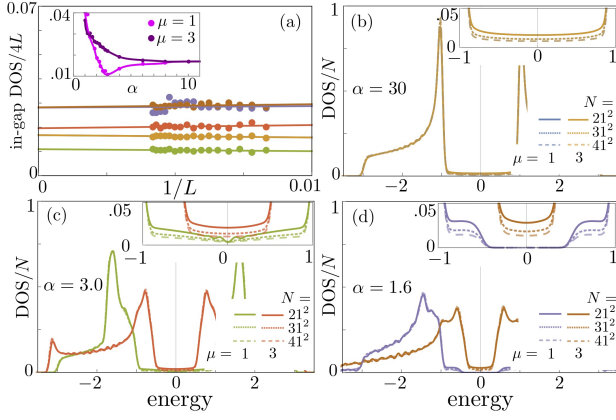 0.07
in-gap DOS/4L
0
.04
.01
0
α
10
μ = 1
μ = 3
(a)
0
1/L
0.01
1
DOS/N
0
(b)
α = 30
.05
0
−1
0
1
N =
21²
31²
41²
μ = 1 3
−2
0
2
1
DOS/N
0
(c)
α = 3.0
.05
0
−1
0
1
N =
21²
31²
41²
μ = 1 3
−2
0
2
energy
1
DOS/N
0
(d)
α = 1.6
.05
0
−1
0
1
N =
21²
31²
41²
μ = 1 3
−2
0
2
energy